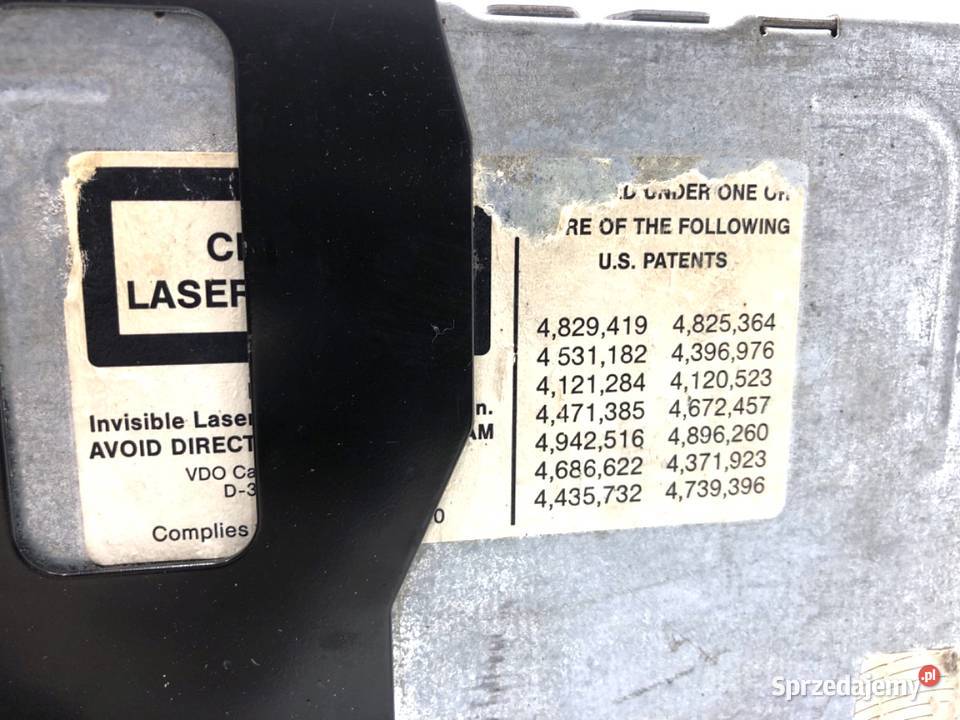 LASER
Invisible Laser
AVOID DIRECT
VDO
D-3
Complies
n.
AM
0
UNDER ONE OR
OF THE FOLLOWING
U.S. PATENTS
4,829,419 4,825,364
4 531,182 4,396,976
4,121,284 4,120,523
4,471,385 4,672,457
4,942,516 4,896,260
4,686,622 4,371,923
4,435,732 4,739,396
Sprzedajemy.pl